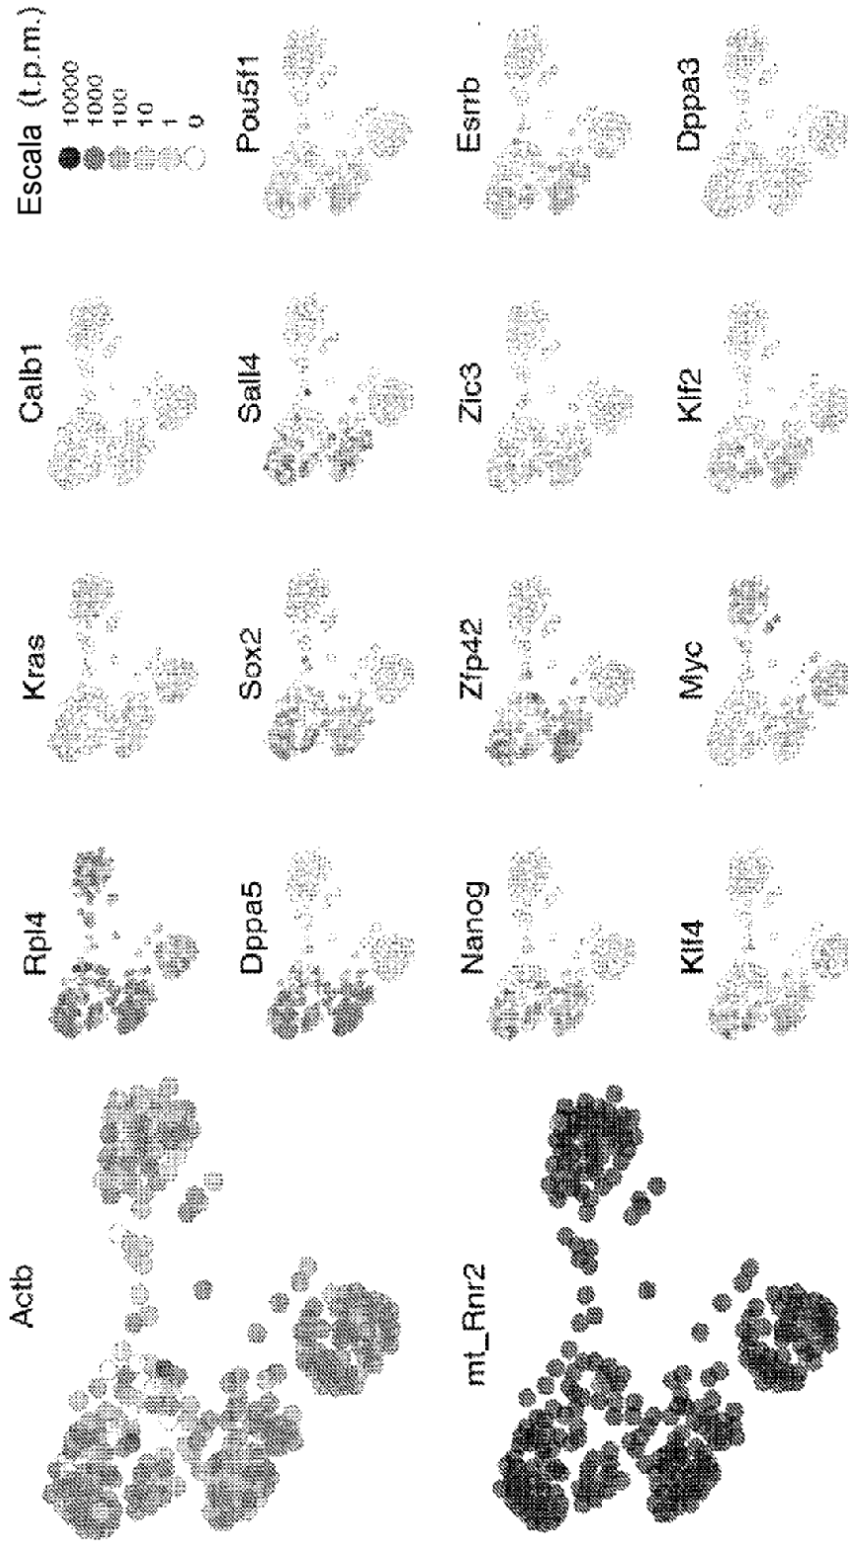 Escala (t.p.m.)
10000
1000
100
10
1
0
Actb
Rpl4
Kras
Calb1
Dppa5
Sox2
Sall4
Pou5f1
mt_Rnr2
Nanog
Zfp42
Zic3
Esrrb
Klf4
Myc
Klf2
Dppa3